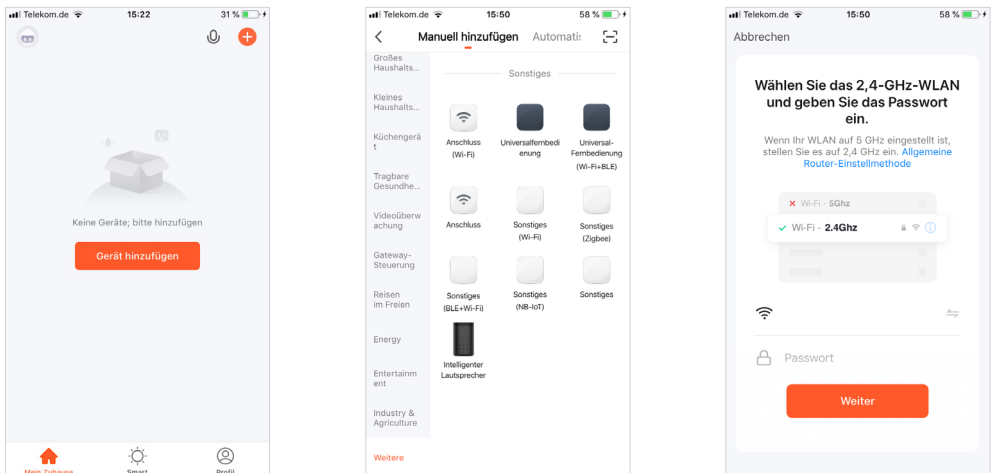 Telekom.de 15:22 31 %
Keine Geräte; bitte hinzufügen
Gerät hinzufügen
Mein Zuhause Smart Profil
Telekom.de 15:50 58 %
Manuell hinzufügen Automati
Großes
Haushalts...
Kleines
Haushalts...
Küchengerä
t
Tragbare
Gesundhe...
Videoüberw
achung
Gateway-
Steuerung
Reisen
im Freien
Energy
Entertainm
ent
Industry &
Agriculture
Weitere
Sonstiges
Anschluss
(Wi-Fi)
Universalfernbedi
enung
Universal-
Fernbedienung
(Wi-Fi+BLE)
Anschluss
Sonstiges
(Wi-Fi)
Sonstiges
(Zigbee)
Sonstiges
(BLE+Wi-Fi)
Sonstiges
(NB-IoT)
Sonstiges
Intelligenter
Lautsprecher
Telekom.de 15:50 58 %
Abbrechen
Wählen Sie das 2,4-GHz-WLAN
und geben Sie das Passwort
ein.
Wenn Ihr WLAN auf 5 GHz eingestellt ist,
stellen Sie es auf 2,4 GHz ein. Allgemeine
Router-Einstellmethode
Wi-Fi - 5Ghz
Wi-Fi - 2.4Ghz
Passwort
Weiter